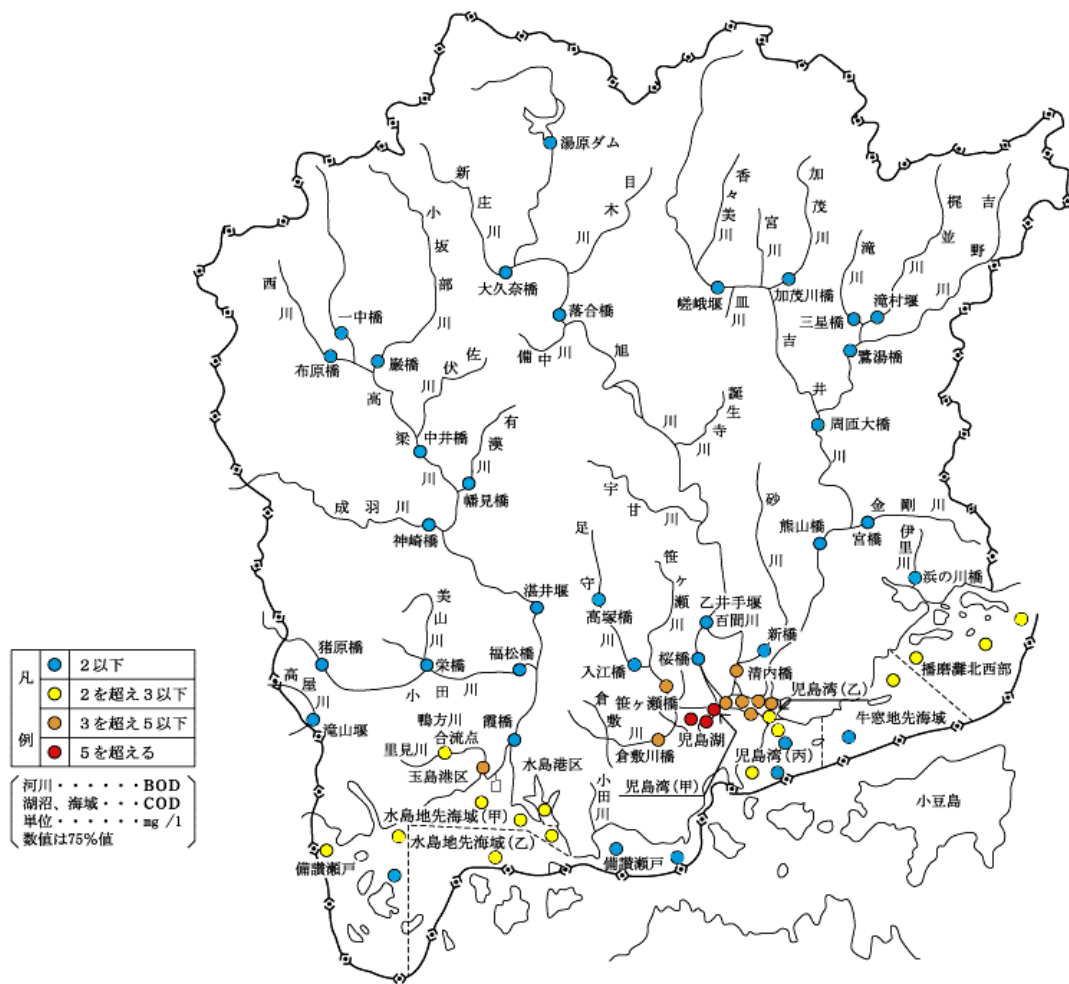 湯原ダム
新庄川
目木川
香々美川
加茂川
宮川
梶並川
吉野川
滝川
小坂部川
西川
大久奈橋
嵯峨堰
皿川
加茂川橋
滝村堰
三星橋
鷺湯橋
落合橋
備中川
旭川
吉井川
一中橋
布原橋
巌橋
佐伏川
高梁川
中井橋
有漢川
誕生寺川
周匝大橋
幡見橋
成羽川
神崎橋
宇甘川
砂川
熊山橋
金剛川
宮橋
伊里川
浜の川橋
足守川
笹ヶ瀬川
湛井堰
高塚橋
乙井手堰
百間川
新橋
美山川
猪原橋
栄橋
福松橋
小田川
入江橋
桜橋
清内橋
播磨灘北西部
高屋川
滝山堰
鴨方川
合流点
霞橋
笹ヶ瀬橋
倉敷川
倉敷川橋
児島湖
児島湾(乙)
牛窓地先海域
里見川
玉島港区
水島港区
小田川
児島湾(甲)
児島湾(丙)
小豆島
水島地先海域(甲)
水島地先海域(乙)
備讃瀬戸
備讃瀬戸
凡例
2以下
2を超え3以下
3を超え5以下
5を超える
河川・・・・・・BOD
湖沼、海域・・・COD
単位・・・・・・mg/l
数値は75%値